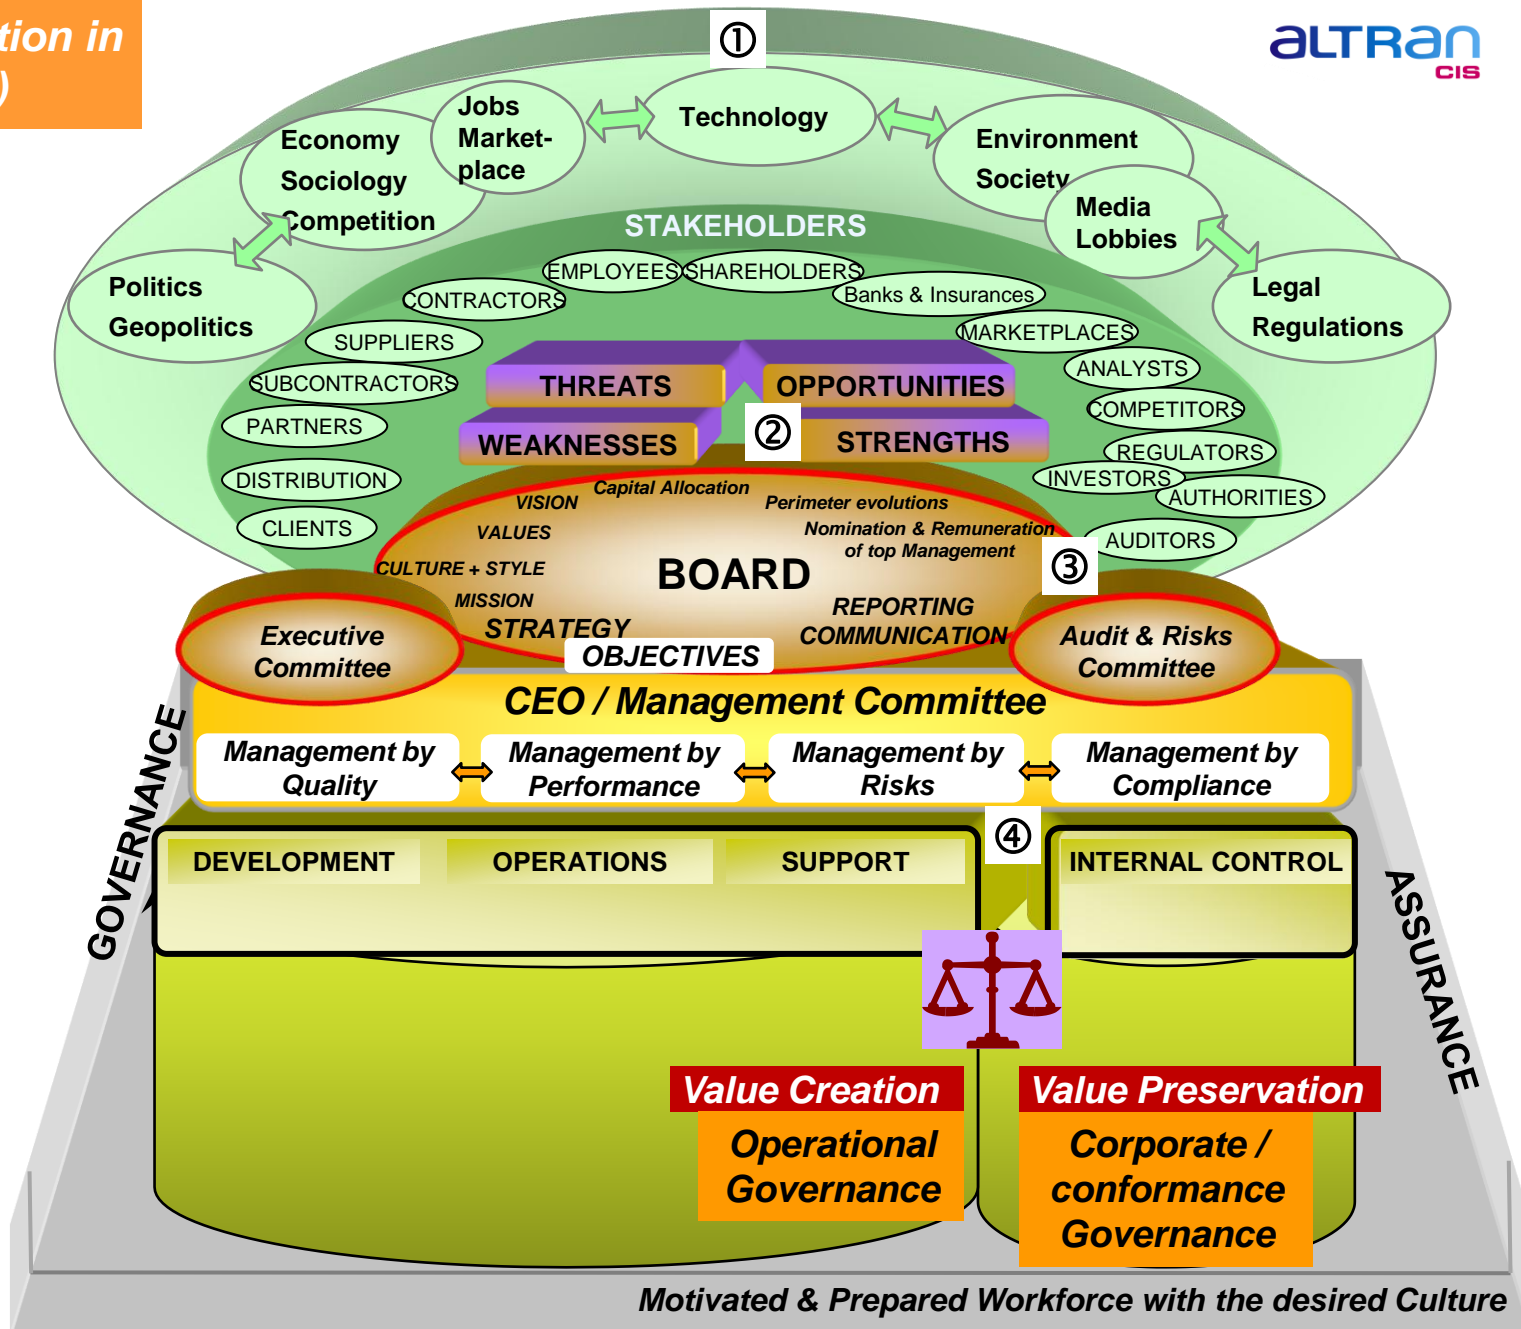 tion in
)
①
aLTRan
CIS
Jobs
Market-
place
Technology
Economy
Sociology
Competition
Environment
Society
Media
Lobbies
Politics
Geopolitics
Legal
Regulations
STAKEHOLDERS
EMPLOYEES
SHAREHOLDERS
CONTRACTORS
Banks & Insurances
SUPPLIERS
MARKETPLACES
SUBCONTRACTORS
ANALYSTS
PARTNERS
COMPETITORS
REGULATORS
DISTRIBUTION
INVESTORS
AUTHORITIES
CLIENTS
AUDITORS
THREATS
OPPORTUNITIES
WEAKNESSES
②
STRENGTHS
Capital Allocation
VISION
Perimeter evolutions
VALUES
Nomination & Remuneration
of top Management
CULTURE + STYLE
BOARD
③
MISSION
REPORTING
COMMUNICATION
STRATEGY
OBJECTIVES
Executive
Committee
Audit & Risks
Committee
CEO / Management Committee
Management by
Quality
Management by
Performance
Management by
Risks
Management by
Compliance
GOVERNANCE
④
DEVELOPMENT
OPERATIONS
SUPPORT
INTERNAL CONTROL
ASSURANCE
Value Creation
Operational
Governance
Value Preservation
Corporate /
conformance
Governance
Motivated & Prepared Workforce with the desired Culture